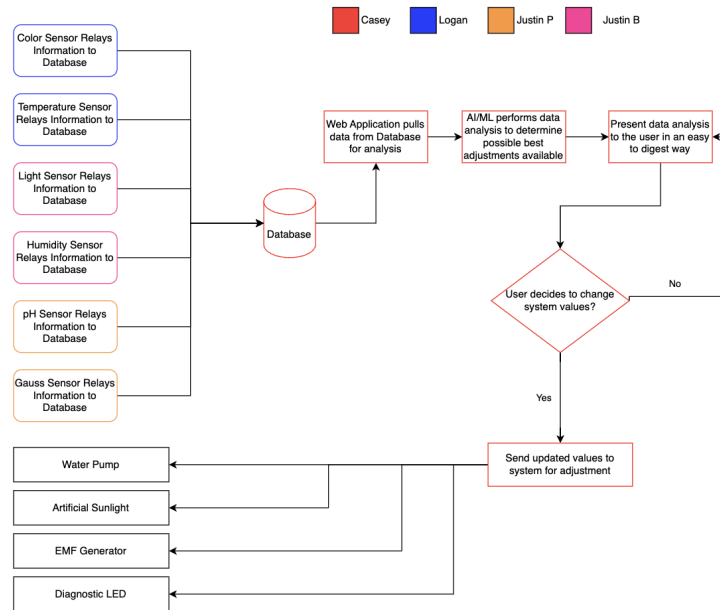 Casey
Logan
Justin P
Justin B
Color Sensor Relays
Information to
Database
Temperature Sensor
Relays Information to
Database
Light Sensor Relays
Information to
Database
Humidity Sensor
Relays Information to
Database
pH Sensor Relays
Information to
Database
Gauss Sensor Relays
Information to
Database
Database
Web Application pulls
data from Database
for analysis
AI/ML performs data
analysis to determine
possible best
adjustments available
Present data analysis
to the user in an easy
to digest way
User decides to change
system values?
No
Yes
Send updated values to
system for adjustment
Water Pump
Artificial Sunlight
EMF Generator
Diagnostic LED